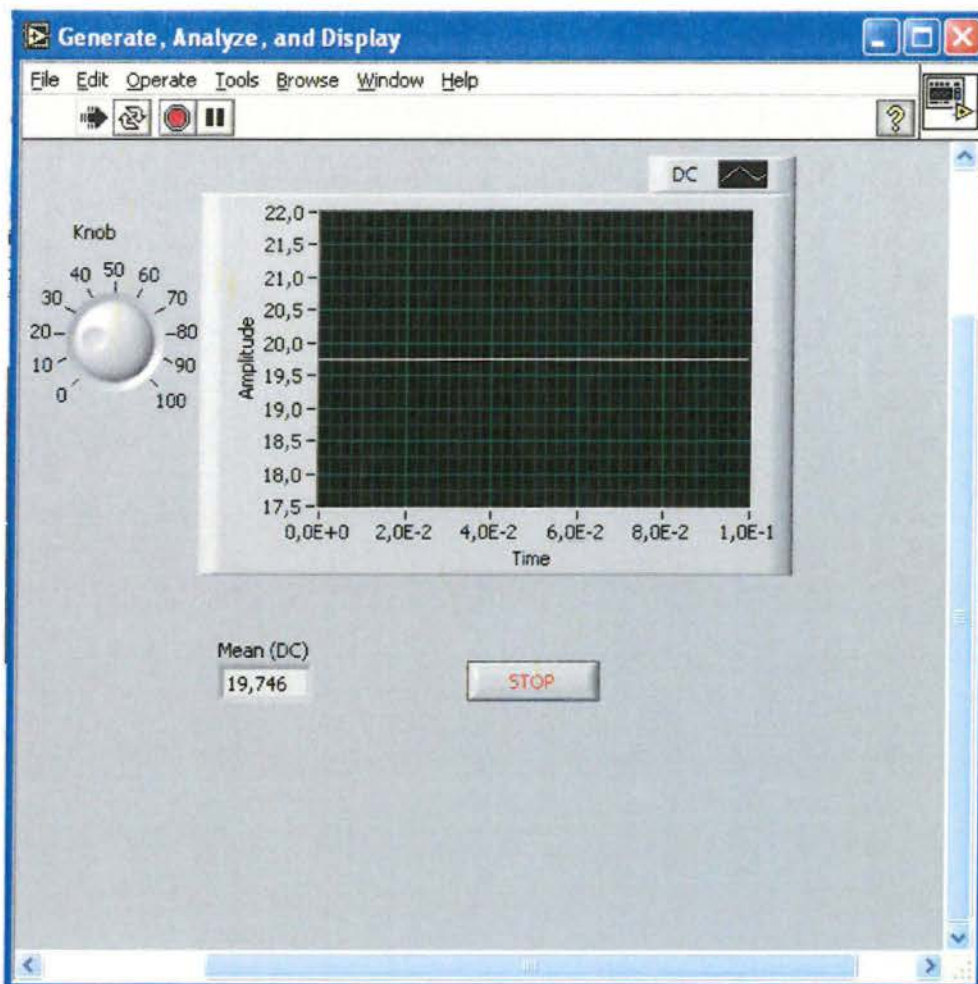 Generate, Analyze, and Display
File Edit Operate Tools Browse Window Help
DC
Knob
0
10
20
30
40
50
60
70
80
90
100
Amplitude
22,0
21,5
21,0
20,5
20,0
19,5
19,0
18,5
18,0
17,5
0,0E+0 2,0E-2 4,0E-2 6,0E-2 8,0E-2 1,0E-1
Time
Mean (DC)
19,746
STOP